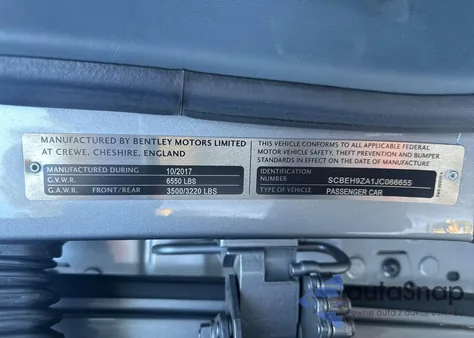 MANUFACTURED BY BENTLEY MOTORS LIMITED
AT CREWE, CHESHIRE, ENGLAND
MANUFACTURED DURING 10/2017
G.V.W.R. 6550 LBS
G.A.W.R. FRONT/REAR 3500/3220 LBS
THIS VEHICLE CONFORMS TO ALL APPLICABLE FEDERAL
MOTOR VEHICLE SAFETY, THEFT PREVENTION AND BUMPER
STANDARDS IN EFFECT ON THE DATE OF MANUFACTURE
IDENTIFICATION
NUMBER SCBEH9ZA1JC066655
TYPE OF VEHICLE PASSENGER CAR
autoSnap